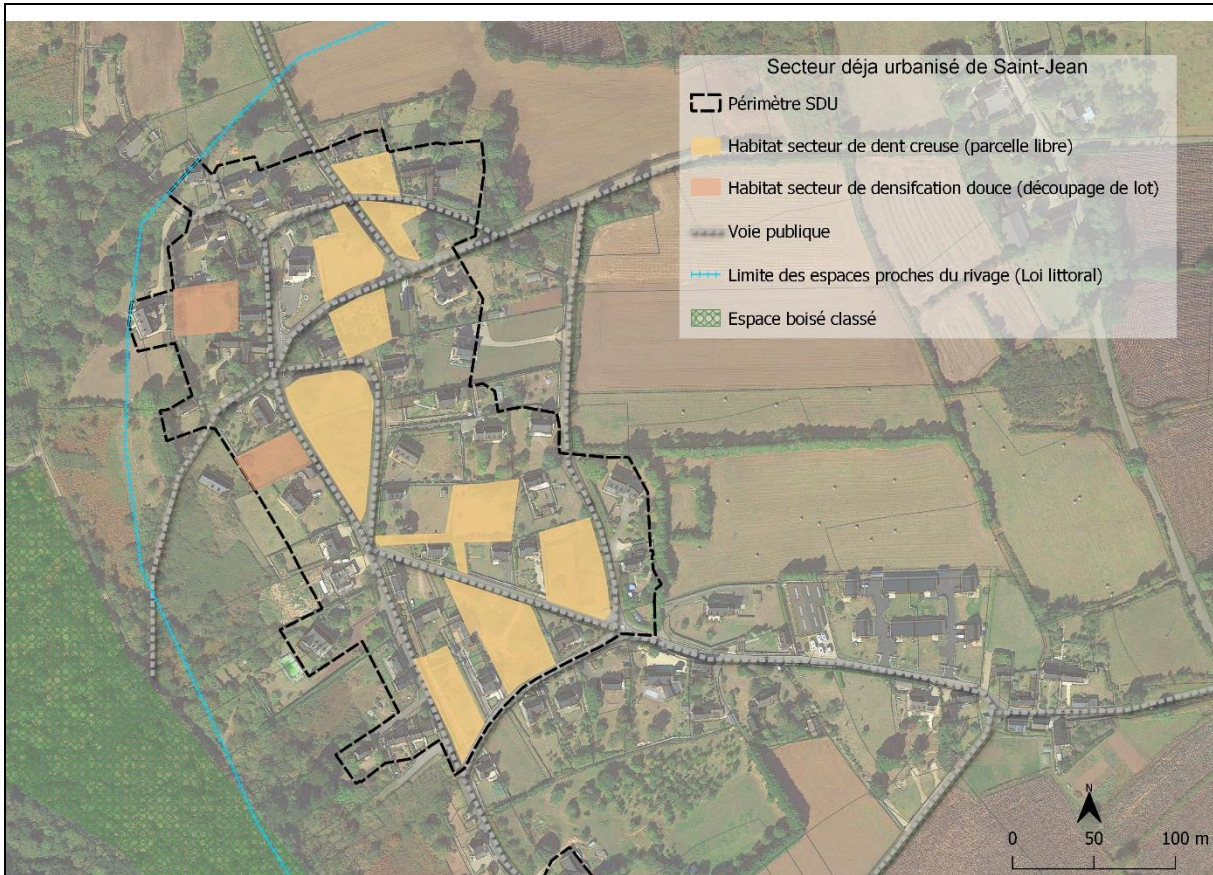 Secteur déja urbanisé de Saint-Jean
Périmètre SDU
Habitat secteur de dent creuse (parcelle libre)
Habitat secteur de densifcation douce (découpage de lot)
Voie publique
Limite des espaces proches du rivage (Loi littoral)
Espace boisé classé
N
0 50 100 m